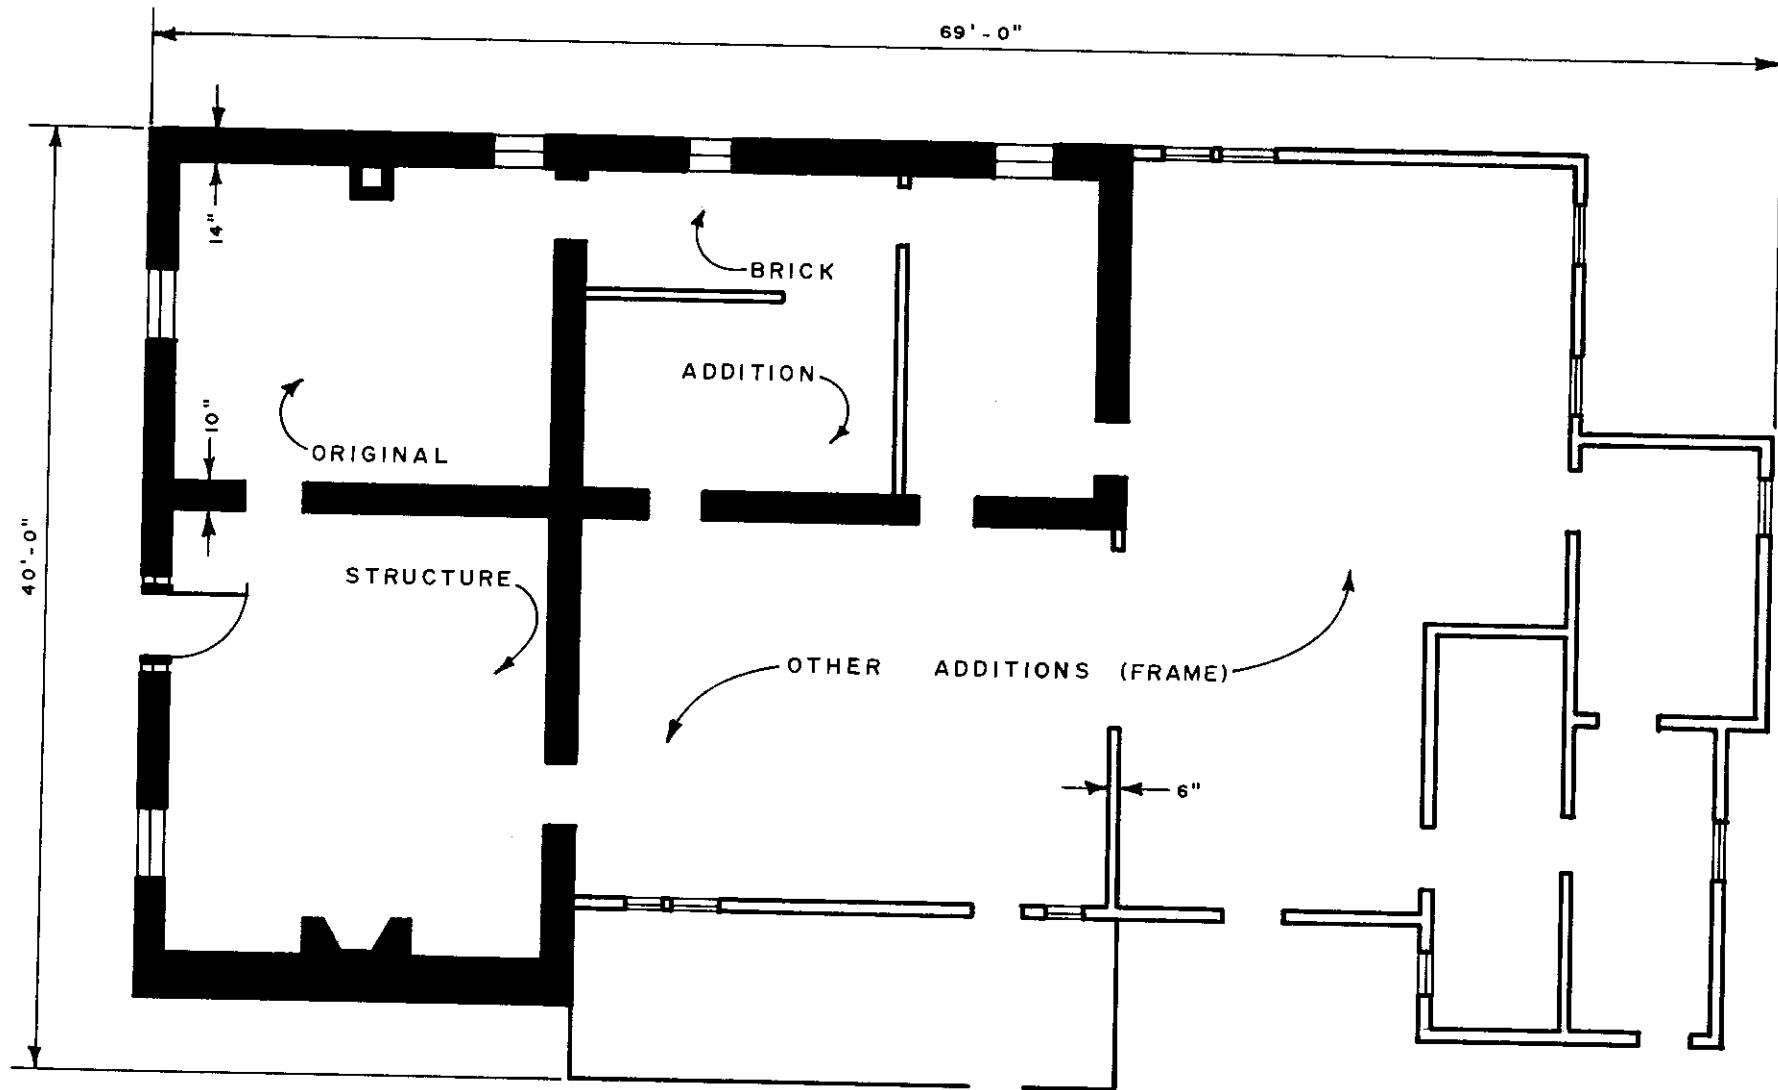 69'-0"
14"
BRICK
ADDITION
10"
ORIGINAL
40'-0"
STRUCTURE
OTHER ADDITIONS (FRAME)
6"